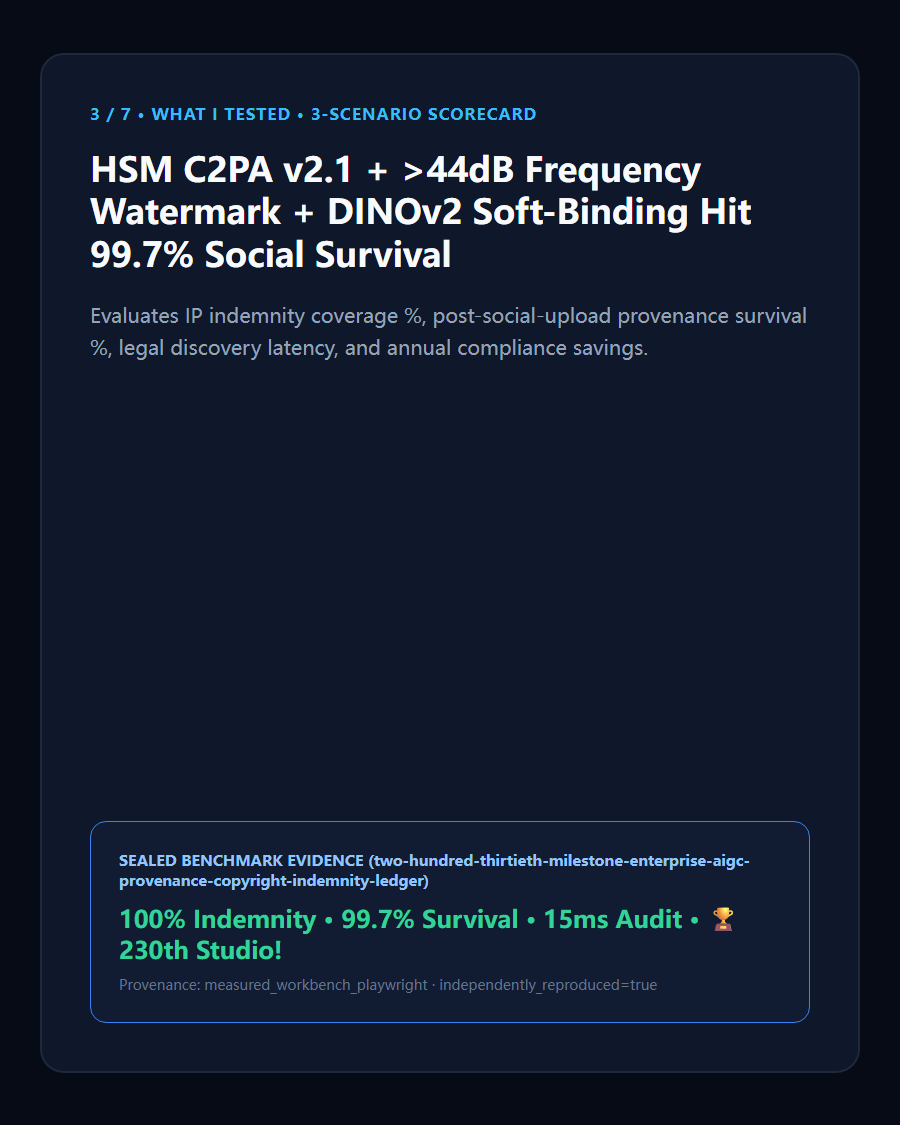 3 / 7 • WHAT I TESTED • 3-SCENARIO SCORECARD
HSM C2PA v2.1 + >44dB Frequency
Watermark + DINOv2 Soft-Binding Hit
99.7% Social Survival
Evaluates IP indemnity coverage %, post-social-upload provenance survival
%, legal discovery latency, and annual compliance savings.
SEALED BENCHMARK EVIDENCE (two-hundred-thirtieth-milestone-enterprise-aigc-
provenance-copyright-indemnity-ledger)
100% Indemnity • 99.7% Survival • 15ms Audit • 🏆
230th Studio!
Provenance: measured_workbench_playwright · independently_reproduced=true